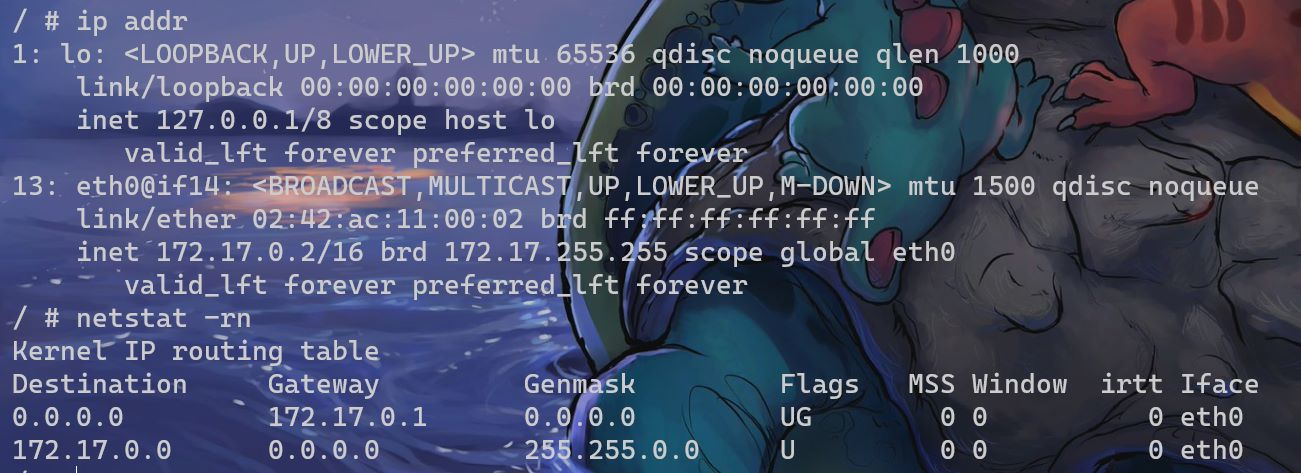 / # ip addr
1: lo: <LOOPBACK,UP,LOWER_UP> mtu 65536 qdisc noqueue qlen 1000
    link/loopback 00:00:00:00:00:00 brd 00:00:00:00:00:00
    inet 127.0.0.1/8 scope host lo
       valid_lft forever preferred_lft forever
13: eth0@if14: <BROADCAST,MULTICAST,UP,LOWER_UP,M-DOWN> mtu 1500 qdisc noqueue
    link/ether 02:42:ac:11:00:02 brd ff:ff:ff:ff:ff:ff
    inet 172.17.0.2/16 brd 172.17.255.255 scope global eth0
       valid_lft forever preferred_lft forever
/ # netstat -rn
Kernel IP routing table
Destination     Gateway         Genmask         Flags   MSS Window  irtt Iface
0.0.0.0         172.17.0.1      0.0.0.0         UG        0 0          0 eth0
172.17.0.0      0.0.0.0         255.255.0.0     U         0 0          0 eth0